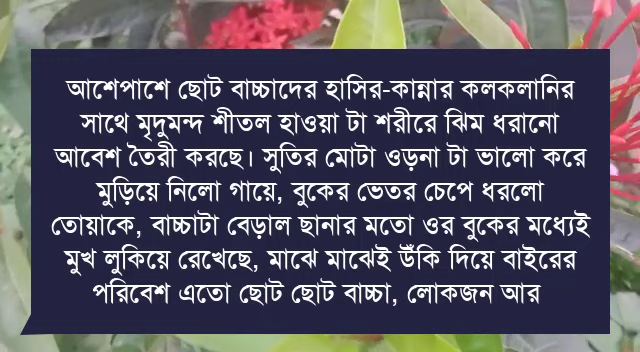 আশেপাশে ছোট বাচ্চাদের হাসির-কান্নার কলকলানির
সাথে মৃদুমন্দ শীতল হাওয়া টা শরীরে ঝিম ধরানো
আবেশ তৈরী করছে। সুতির মোটা ওড়না টা ভালো করে
মুড়িয়ে নিলো গায়ে, বুকের ভেতর চেপে ধরলো
তোয়াকে, বাচ্চাটা বেড়াল ছানার মতো ওর বুকের মধ্যেই
মুখ লুকিয়ে রেখেছে, মাঝে মাঝেই উঁকি দিয়ে বাইরের
পরিবেশ এতো ছোট ছোট বাচ্চা, লোকজন আর